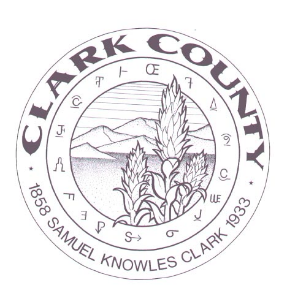 CLARK COUNTY
· 1858 SAMUEL KNOWLES CLARK 1933 ·